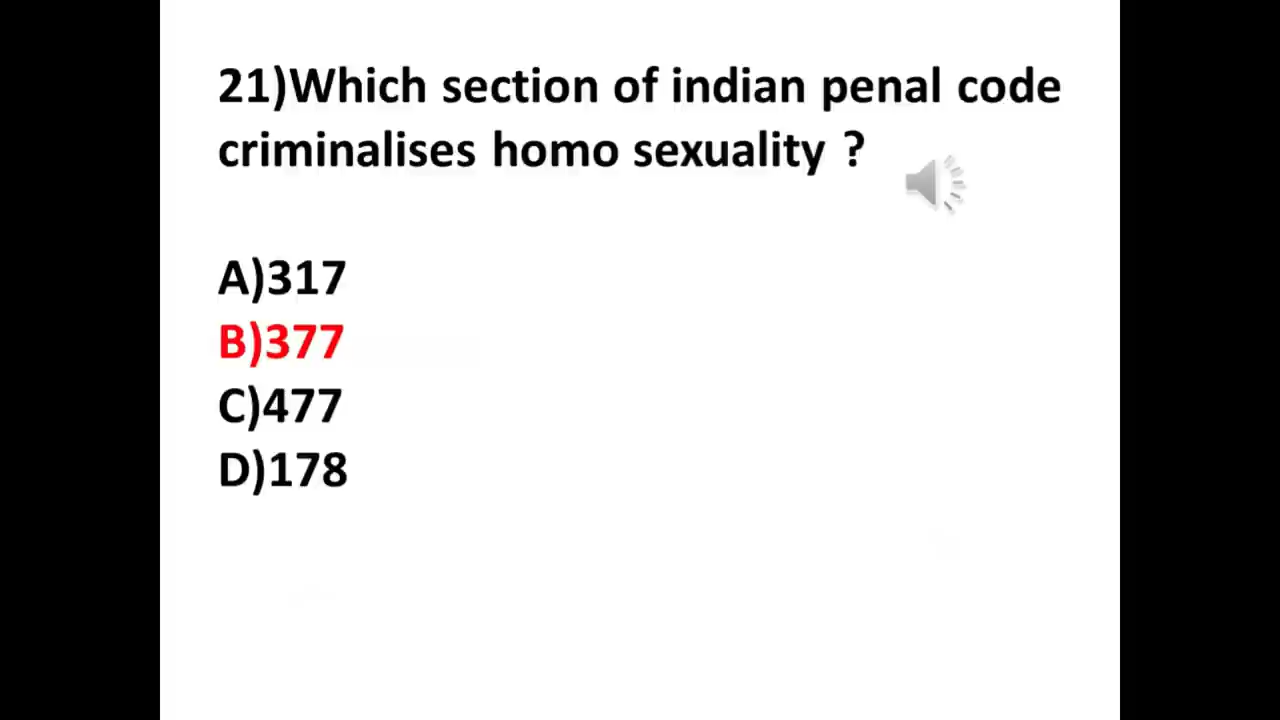 21)Which section of indian penal code
criminalises homo sexuality ?
A)317
B)377
C)477
D)178